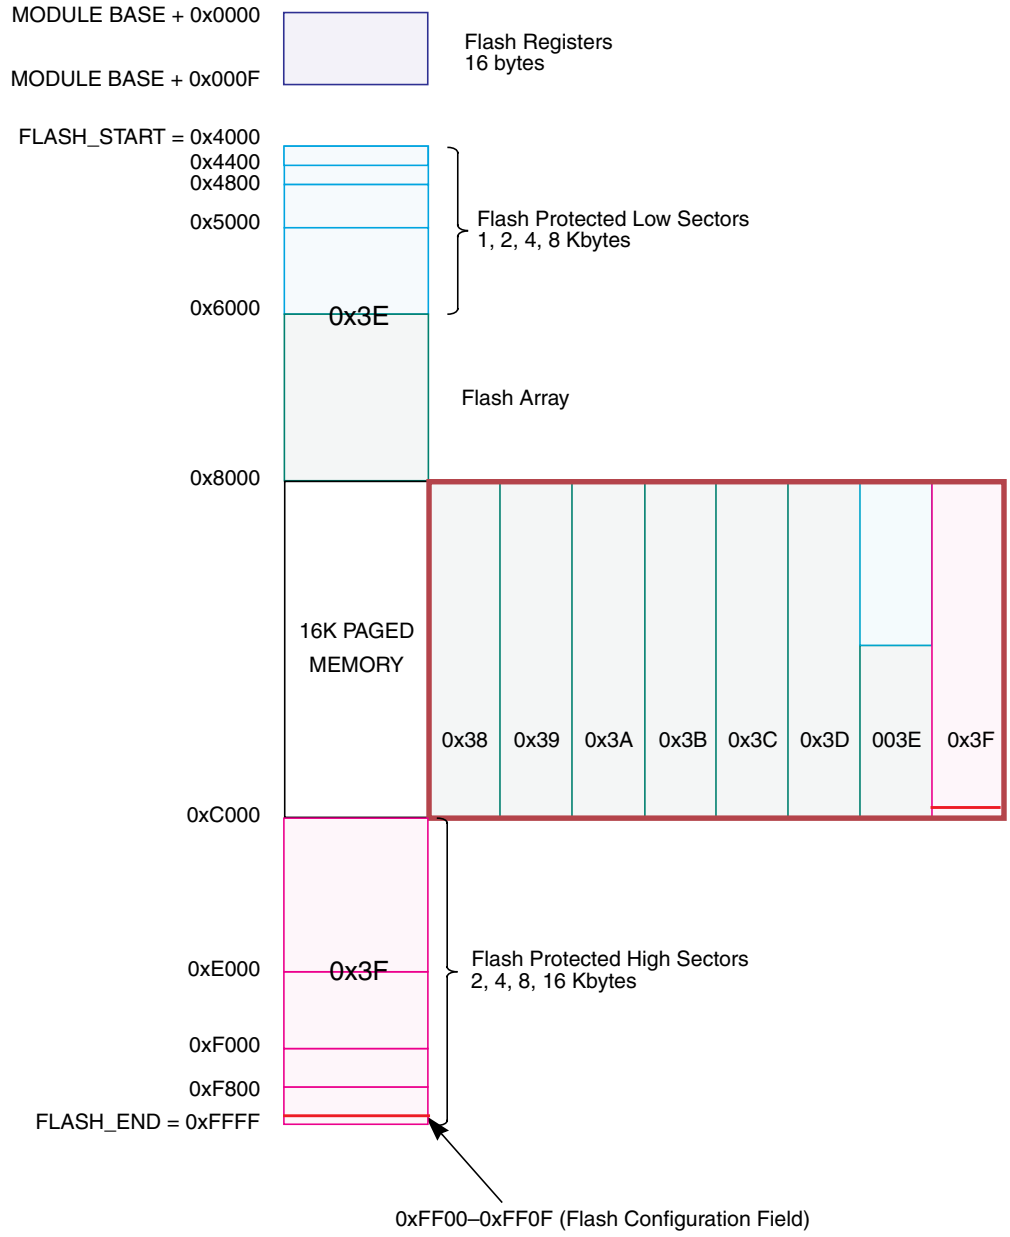 MODULE BASE + 0x0000
Flash Registers
16 bytes
MODULE BASE + 0x000F
FLASH_START = 0x4000
0x4400
0x4800
0x5000
Flash Protected Low Sectors
1, 2, 4, 8 Kbytes
0x6000
0x3E
Flash Array
0x8000
16K PAGED
MEMORY
0x38 0x39 0x3A 0x3B 0x3C 0x3D 003E 0x3F
0xC000
Flash Protected High Sectors
2, 4, 8, 16 Kbytes
0xE000
0x3F
0xF000
0xF800
FLASH_END = 0xFFFF
0xFF00–0xFF0F (Flash Configuration Field)